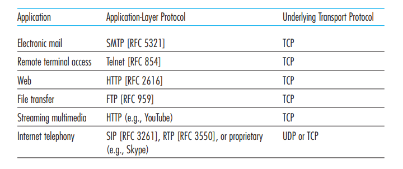 Application Application-Layer Protocol Underlying Transport Protocol
Electronic mail SMTP [RFC 5321] TCP
Remote terminal access Telnet [RFC 854] TCP
Web HTTP [RFC 2616] TCP
File transfer FTP [RFC 959] TCP
Streaming multimedia HTTP (e.g., YouTube) TCP
Internet telephony SIP [RFC 3261], RTP [RFC 3550], or proprietary UDP or TCP
(e.g., Skype)